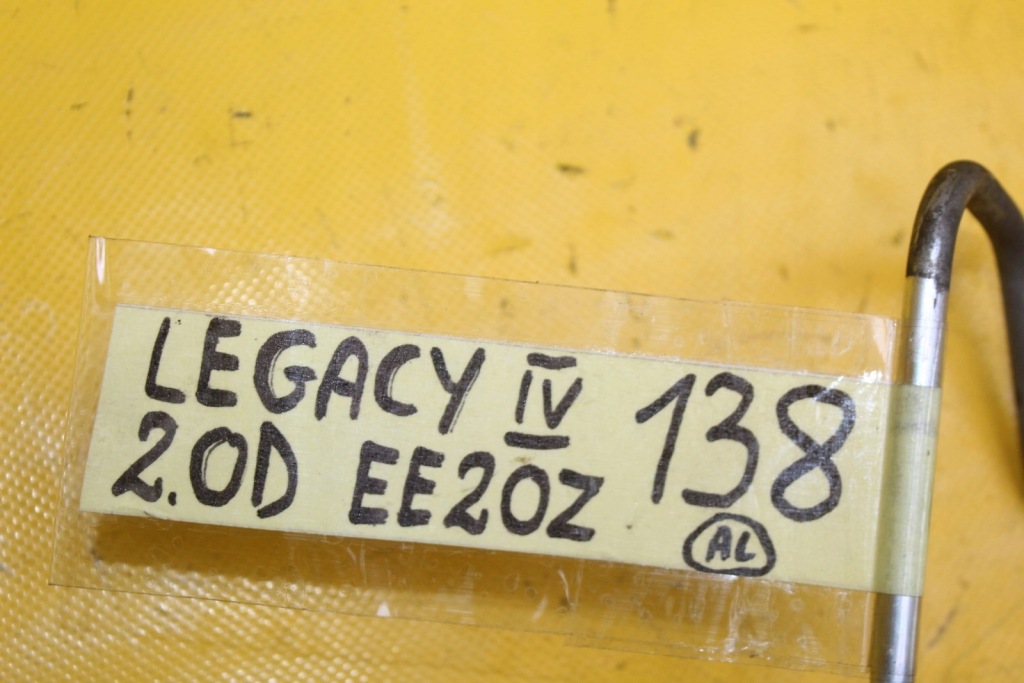 LEGACY IV 138
2.0D EE20Z
AL